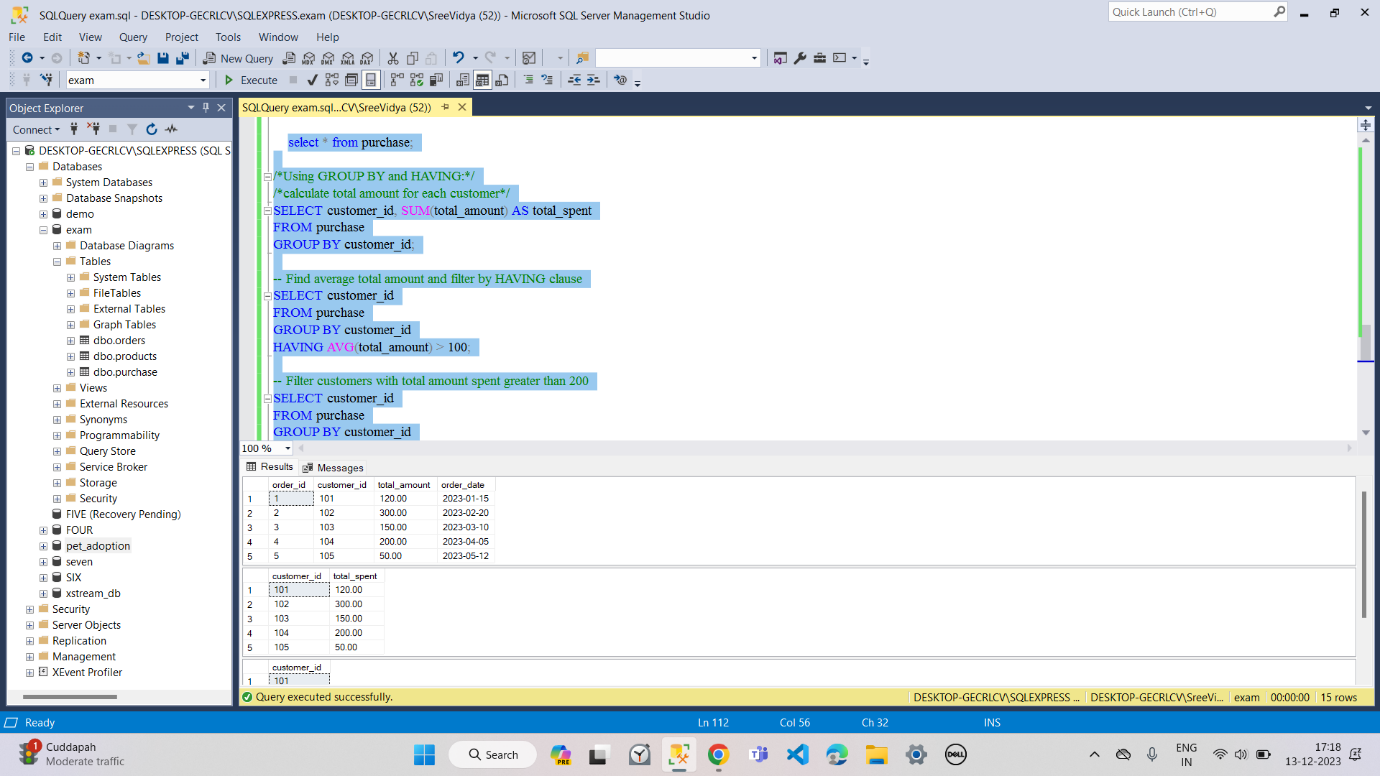 SQLQuery exam.sql - DESKTOP-GECRLCV\SQLEXPRESS.exam (DESKTOP-GECRLCV\SreeVidya (52)) - Microsoft SQL Server Management Studio
Quick Launch (Ctrl+Q)
File Edit View Query Project Tools Window Help
New Query
MDX DMX XMLA DAX
exam Execute
Object Explorer
Connect
DESKTOP-GECRLCV\SQLEXPRESS (SQL S
Databases
System Databases
Database Snapshots
demo
exam
Database Diagrams
Tables
System Tables
FileTables
External Tables
Graph Tables
dbo.orders
dbo.products
dbo.purchase
Views
External Resources
Synonyms
Programmability
Query Store
Service Broker
Storage
Security
FIVE (Recovery Pending)
FOUR
pet_adoption
seven
SIX
xstream_db
Security
Server Objects
Replication
Management
XEvent Profiler
SQLQuery exam.sql...CV\SreeVidya (52))
select * from purchase;
/*Using GROUP BY and HAVING:*/
/*calculate total amount for each customer*/
SELECT customer_id, SUM(total_amount) AS total_spent
FROM purchase
GROUP BY customer_id;
-- Find average total amount and filter by HAVING clause
SELECT customer_id
FROM purchase
GROUP BY customer_id
HAVING AVG(total_amount) > 100;
-- Filter customers with total amount spent greater than 200
SELECT customer_id
FROM purchase
GROUP BY customer_id
100 %
Results Messages
order_id customer_id total_amount order_date
1 1 101 120.00 2023-01-15
2 2 102 300.00 2023-02-20
3 3 103 150.00 2023-03-10
4 4 104 200.00 2023-04-05
5 5 105 50.00 2023-05-12
customer_id total_spent
1 101 120.00
2 102 300.00
3 103 150.00
4 104 200.00
5 105 50.00
customer_id
1 101
Query executed successfully. DESKTOP-GECRLCV\SQLEXPRESS ... DESKTOP-GECRLCV\SreeVi... exam 00:00:00 15 rows
Ready Ln 112 Col 56 Ch 32 INS
1
Cuddapah
Moderate traffic
Search
PRE
DELL
ENG
IN
17:18
13-12-2023